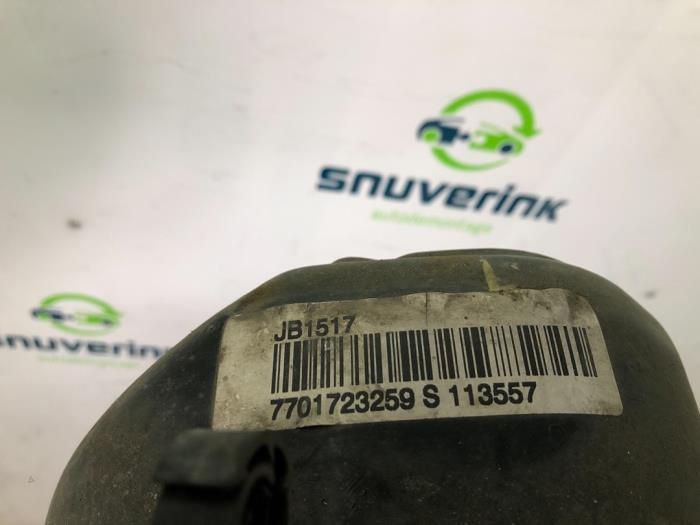 snuverink
autodemontage
snuverink
JB1517
7701723259 S 113557